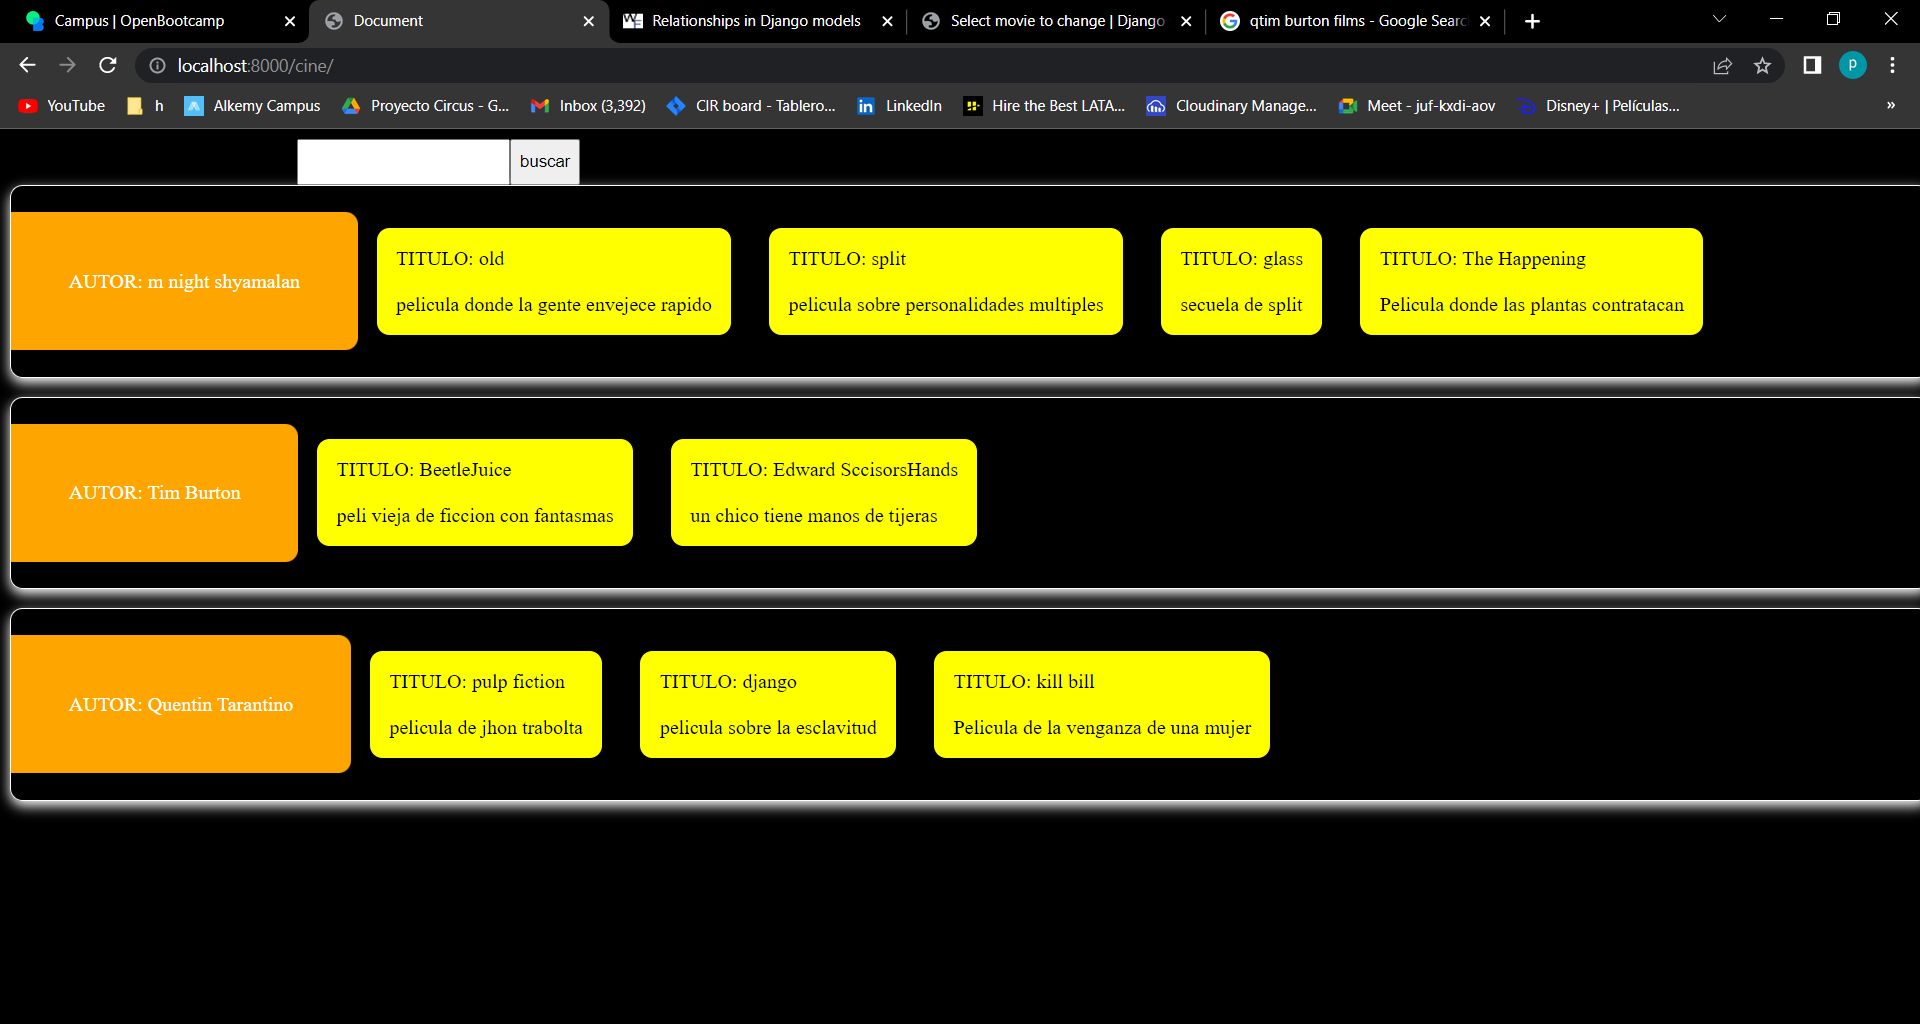 Campus | OpenBootcamp
Document
Relationships in Django models
Select movie to change | Django
qtim burton films - Google Searc
localhost:8000/cine/
P
YouTube
h
Alkemy Campus
Proyecto Circus - G...
Inbox (3,392)
CIR board - Tablero...
LinkedIn
Hire the Best LATA...
Cloudinary Manage...
Meet - juf-kxdi-aov
Disney+ | Películas...
»
buscar
AUTOR: m night shyamalan
TITULO: old
pelicula donde la gente envejece rapido
TITULO: split
pelicula sobre personalidades multiples
TITULO: glass
secuela de split
TITULO: The Happening
Pelicula donde las plantas contratacan
AUTOR: Tim Burton
TITULO: BeetleJuice
peli vieja de ficcion con fantasmas
TITULO: Edward SccisorsHands
un chico tiene manos de tijeras
AUTOR: Quentin Tarantino
TITULO: pulp fiction
pelicula de jhon trabolta
TITULO: django
pelicula sobre la esclavitud
TITULO: kill bill
Pelicula de la venganza de una mujer